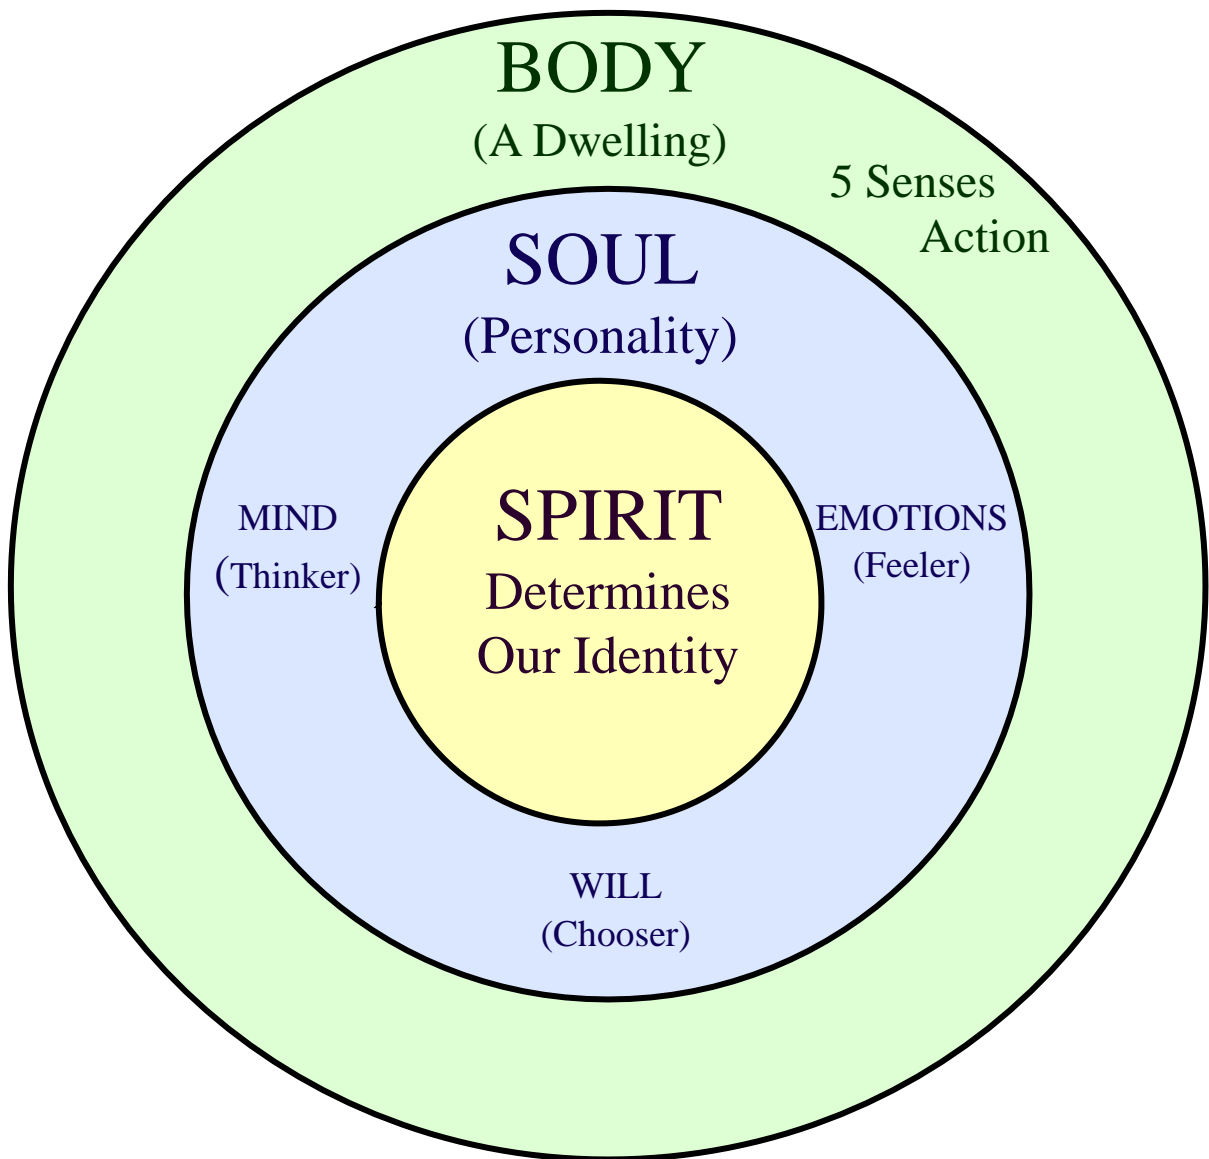 BODY
(A Dwelling)
5 Senses
Action
SOUL
(Personality)
MIND
(Thinker)
SPIRIT
Determines
Our Identity
EMOTIONS
(Feeler)
WILL
(Chooser)